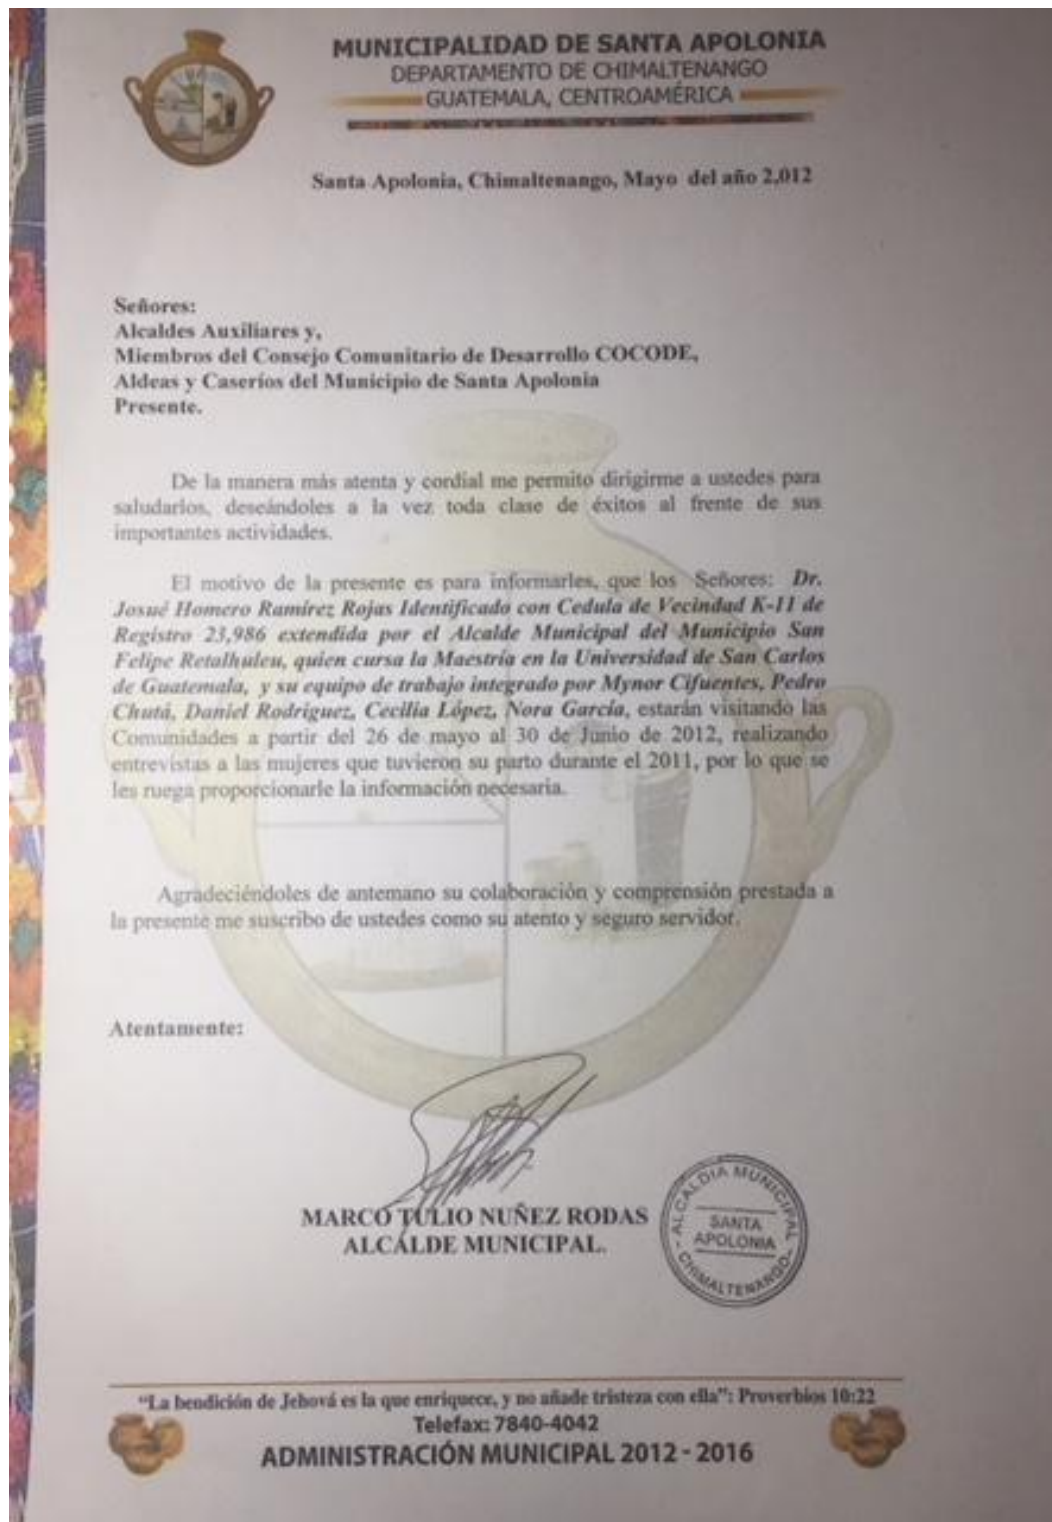 MUNICIPALIDAD DE SANTA APOLONIA
DEPARTAMENTO DE CHIMALTENANGO
GUATEMALA, CENTROAMÉRICA
Santa Apolonia, Chimaltenango, Mayo del año 2,012
Señores:
Alcaldes Auxiliares y,
Miembros del Consejo Comunitario de Desarrollo COCODE,
Aldeas y Caseríos del Municipio de Santa Apolonia
Presente.
De la manera más atenta y cordial me permito dirigirme a ustedes para
saludarlos, deseándoles a la vez toda clase de éxitos al frente de sus
importantes actividades.
El motivo de la presente es para informarles, que los Señores: Dr.
Josué Homero Ramírez Rojas Identificado con Cedula de Vecindad K-11 de
Registro 23,986 extendida por el Alcalde Municipal del Municipio San
Felipe Retalhuleu, quien cursa la Maestría en la Universidad de San Carlos
de Guatemala, y su equipo de trabajo integrado por Mynor Cifuentes, Pedro
Chutá, Daniel Rodríguez, Cecilia López, Nora García, estarán visitando las
Comunidades a partir del 26 de mayo al 30 de Junio de 2012, realizando
entrevistas a las mujeres que tuvieron su parto durante el 2011, por lo que se
les ruega proporcionarle la información necesaria.
Agradeciéndoles de antemano su colaboración y comprensión prestada a
la presente me suscribo de ustedes como su atento y seguro servidor.
Atentamente:
MARCO TULIO NUÑEZ RODAS
ALCALDE MUNICIPAL.
ALCALDIA MUNICIPAL
SANTA
APOLONIA
CHIMALTENANGO
“La bendición de Jehová es la que enriquece, y no añade tristeza con ella”: Proverbios 10:22
Telefax: 7840-4042
ADMINISTRACIÓN MUNICIPAL 2012 - 2016